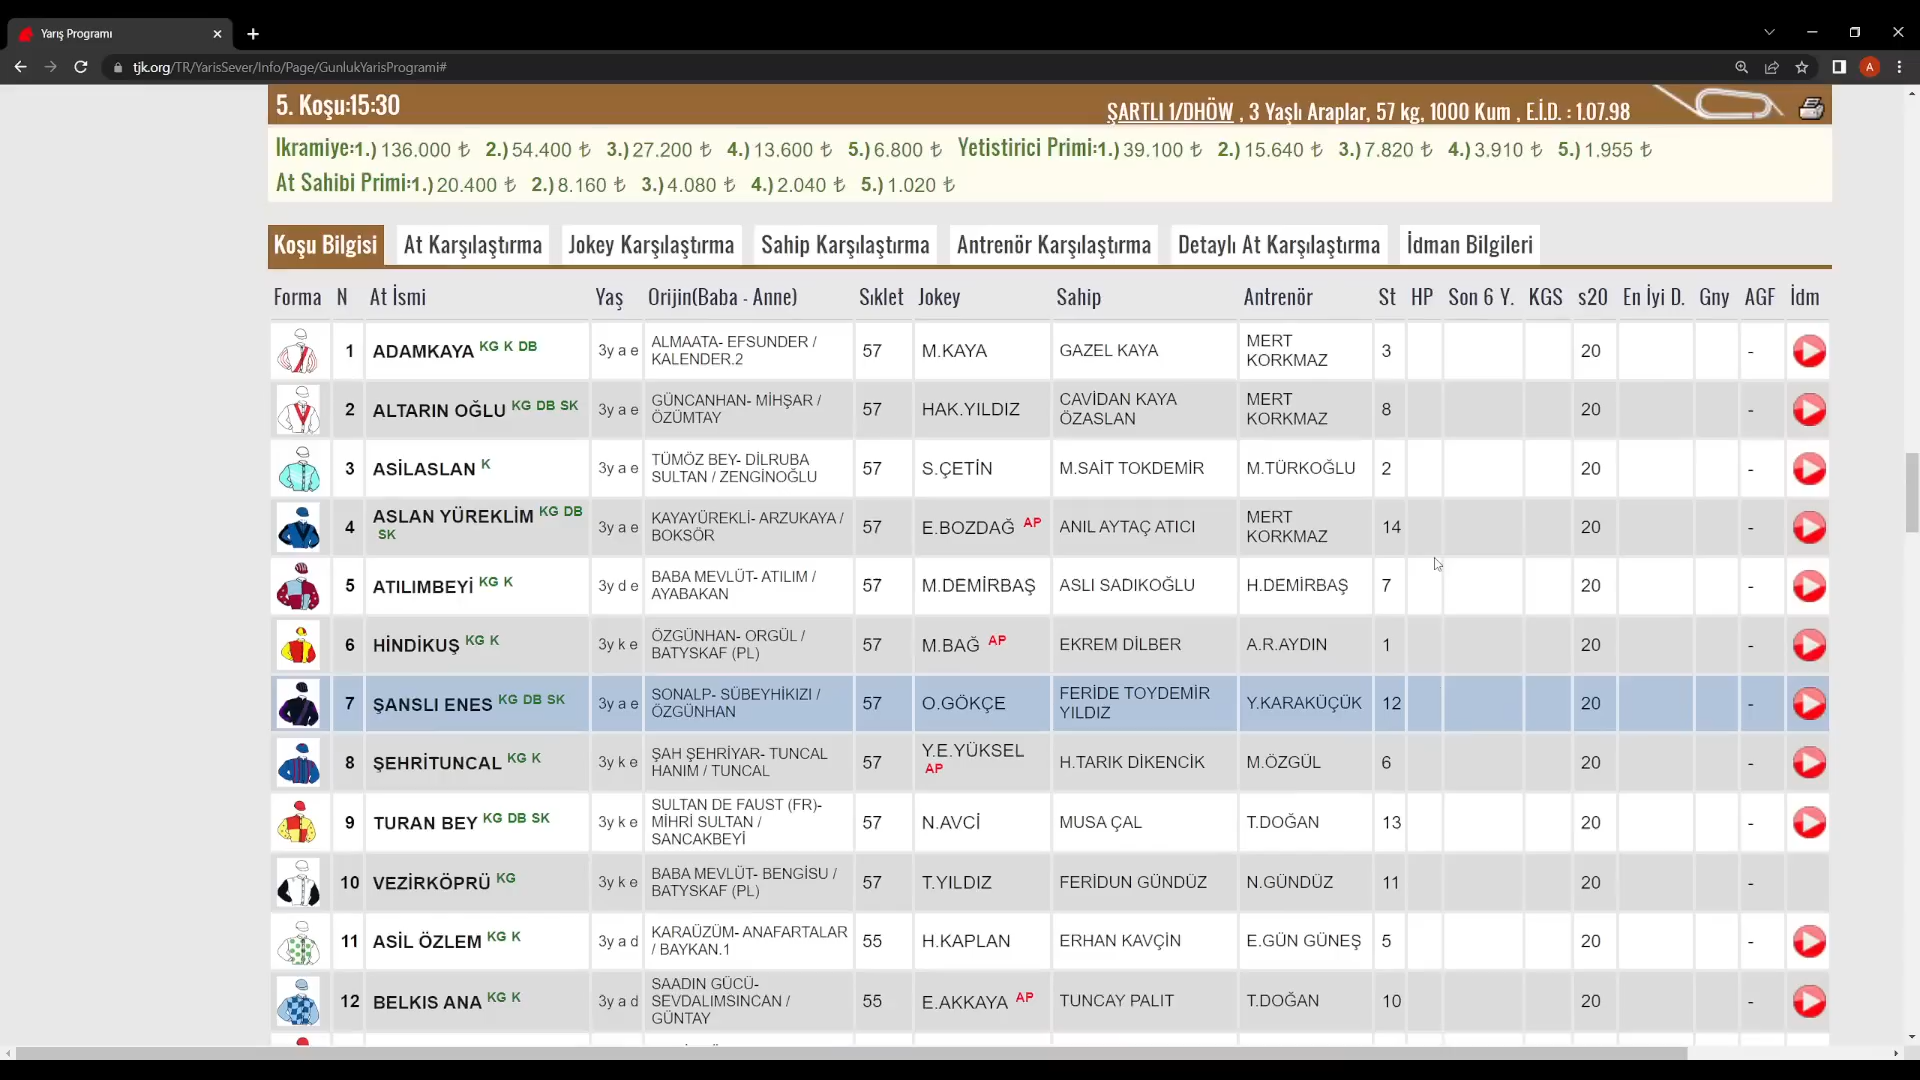 Yarış Programı
tjk.org/TR/YarisSever/Info/Page/GunlukYarisProgrami#
A
5. Koşu:15:30
ŞARTLI 1/DHÖW , 3 Yaşlı Araplar, 57 kg, 1000 Kum , E.İ.D. : 1.07.98
Ikramiye:1.) 136.000 ₺ 2.) 54.400 ₺ 3.) 27.200 ₺ 4.) 13.600 ₺ 5.) 6.800 ₺ Yetistirici Primi:1.) 39.100 ₺ 2.) 15.640 ₺ 3.) 7.820 ₺ 4.) 3.910 ₺ 5.) 1.955 ₺
At Sahibi Primi:1.) 20.400 ₺ 2.) 8.160 ₺ 3.) 4.080 ₺ 4.) 2.040 ₺ 5.) 1.020 ₺
Koşu Bilgisi At Karşılaştırma Jokey Karşılaştırma Sahip Karşılaştırma Antrenör Karşılaştırma Detaylı At Karşılaştırma İdman Bilgileri
Forma N At İsmi Yaş Orijin(Baba - Anne) Sıklet Jokey Sahip Antrenör St HP Son 6 Y. KGS s20 En İyi D. Gny AGF İdm
1 ADAMKAYA KG K DB 3y a e ALMAATA- EFSUNDER / KALENDER.2 57 M.KAYA GAZEL KAYA MERT KORKMAZ 3 20 -
2 ALTARIN OĞLU KG DB SK 3y a e GÜNCANHAN- MİHŞAR / ÖZÜMTAY 57 HAK.YILDIZ CAVİDAN KAYA ÖZASLAN MERT KORKMAZ 8 20 -
3 ASİLASLAN K 3y a e TÜMÖZ BEY- DİLRUBA SULTAN / ZENGİNOĞLU 57 S.ÇETİN M.SAİT TOKDEMİR M.TÜRKOĞLU 2 20 -
4 ASLAN YÜREKLİM KG DB SK 3y a e KAYAYÜREKLİ- ARZUKAYA / BOKSÖR 57 E.BOZDAĞ AP ANIL AYTAÇ ATICI MERT KORKMAZ 14 20 -
5 ATILIMBEYİ KG K 3y d e BABA MEVLÜT- ATILIM / AYABAKAN 57 M.DEMİRBAŞ ASLI SADIKOĞLU H.DEMİRBAŞ 7 20 -
6 HİNDİKUŞ KG K 3y k e ÖZGÜNHAN- ORGÜL / BATYSKAF (PL) 57 M.BAĞ AP EKREM DİLBER A.R.AYDIN 1 20 -
7 ŞANSLI ENES KG DB SK 3y a e SONALP- SÜBEYHİKIZI / ÖZGÜNHAN 57 O.GÖKÇE FERİDE TOYDEMİR YILDIZ Y.KARAKÜÇÜK 12 20 -
8 ŞEHRİTUNCAL KG K 3y k e ŞAH ŞEHRİYAR- TUNCAL HANIM / TUNCAL 57 Y.E.YÜKSEL AP H.TARIK DİKENCİK M.ÖZGÜL 6 20 -
9 TURAN BEY KG DB SK 3y k e SULTAN DE FAUST (FR)- MİHRİ SULTAN / SANCAKBEYİ 57 N.AVCİ MUSA ÇAL T.DOĞAN 13 20 -
10 VEZİRKÖPRÜ KG 3y k e BABA MEVLÜT- BENGİSU / BATYSKAF (PL) 57 T.YILDIZ FERİDUN GÜNDÜZ N.GÜNDÜZ 11 20 -
11 ASİL ÖZLEM KG K 3y a d KARAÜZÜM- ANAFARTALAR / BAYKAN.1 55 H.KAPLAN ERHAN KAVÇİN E.GÜN GÜNEŞ 5 20 -
12 BELKIS ANA KG K 3y a d SAADIN GÜCÜ- SEVDALIMSINCAN / GÜNTAY 55 E.AKKAYA AP TUNCAY PALIT T.DOĞAN 10 20 -